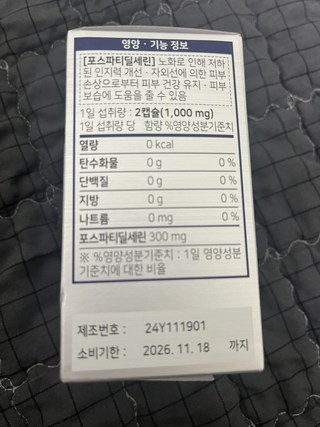 영양 · 기능 정보
[포스파티딜세린] 노화로 인해 저하
된 인지력 개선 · 자외선에 의한 피부
손상으로부터 피부 건강 유지 · 피부
보습에 도움을 줄 수 있음
1일 섭취량 : 2캡슐(1,000 mg)
1일 섭취량 당 함량 %영양성분기준치
열량 0 kcal
탄수화물 0 g 0 %
단백질 0 g 0 %
지방 0 g 0 %
나트륨 0 mg 0 %
포스파티딜세린 300 mg
※ %영양성분기준치 : 1일 영양성분
기준치에 대한 비율
제조번호 : 24Y111901
소비기한 : 2026. 11. 18 까지